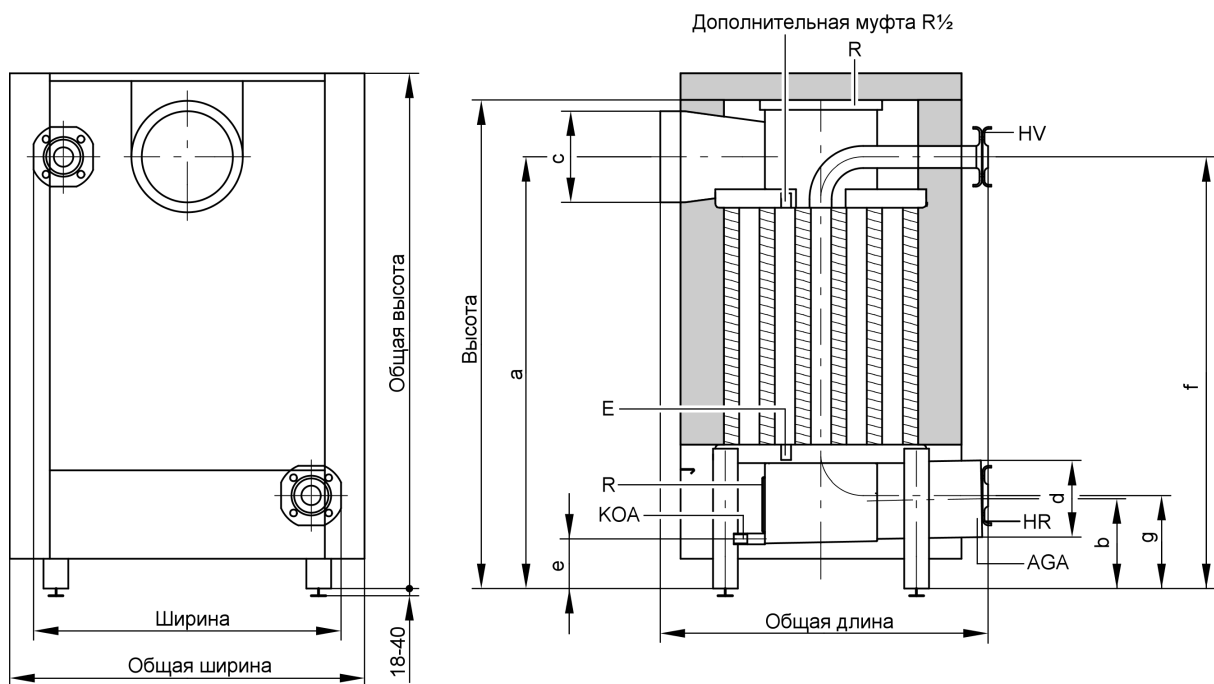 Дополнительная муфта R½
R
HV
c
Общая высота
Высота
a
f
E
R
KOA
d
HR
b
g
e
AGA
Ширина
Общая длина
18-40
Общая ширина